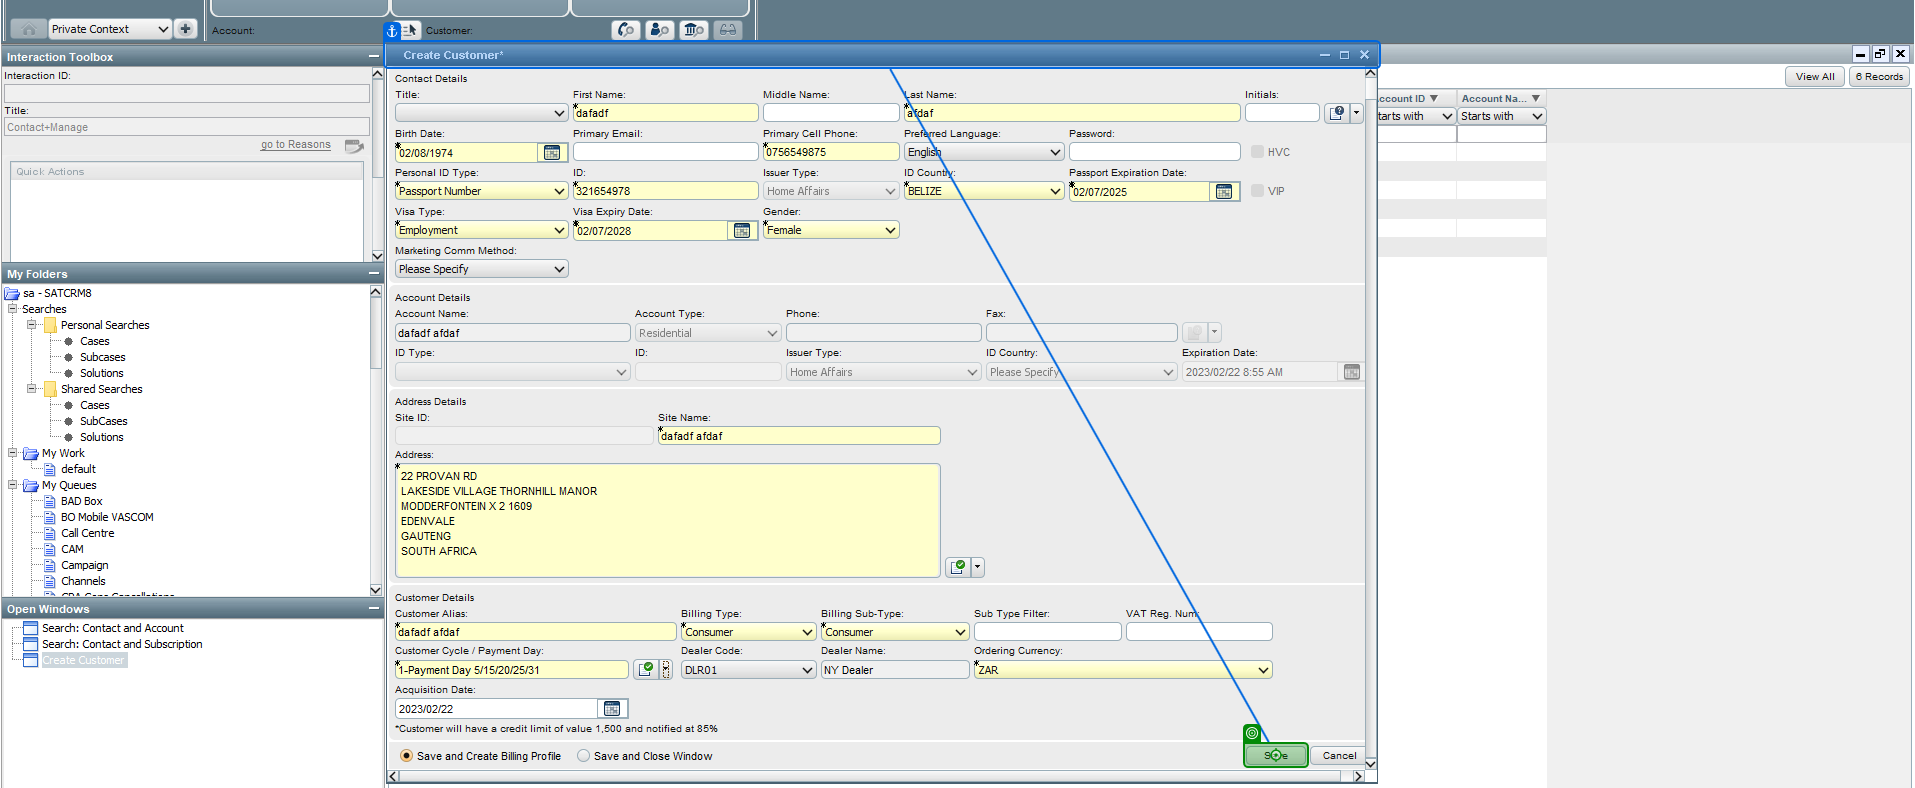 Private Context
Account:
Customer:
Interaction Toolbox
Interaction ID:
Title:
Contact+Manage
go to Reasons
Quick Actions
My Folders
sa - SATCRM8
Searches
Personal Searches
Cases
Subcases
Solutions
Shared Searches
Cases
SubCases
Solutions
My Work
default
My Queues
BAD Box
BO Mobile VASCOM
Call Centre
CAM
Campaign
Channels
Open Windows
Search: Contact and Account
Search: Contact and Subscription
Create Customer
Create Customer*
Contact Details
Title: First Name: Middle Name: Last Name: Initials:
*dafadf *afdaf
Birth Date: Primary Email: Primary Cell Phone: Preferred Language: Password:
*02/08/1974 *0756549875 English HVC
Personal ID Type: ID: Issuer Type: ID Country: Passport Expiration Date:
*Passport Number *321654978 Home Affairs *BELIZE *02/07/2025 VIP
Visa Type: Visa Expiry Date: Gender:
*Employment *02/07/2028 *Female
Marketing Comm Method:
Please Specify
Account Details
Account Name: Account Type: Phone: Fax:
dafadf afdaf Residential
ID Type: ID: Issuer Type: ID Country: Expiration Date:
Home Affairs Please Specify 2023/02/22 8:55 AM
Address Details
Site ID: Site Name:
*dafadf afdaf
Address:
*
22 PROVAN RD
LAKESIDE VILLAGE THORNHILL MANOR
MODDERFONTEIN X 2 1609
EDENVALE
GAUTENG
SOUTH AFRICA
Customer Details
Customer Alias: Billing Type: Billing Sub-Type: Sub Type Filter: VAT Reg. Num:
*dafadf afdaf *Consumer *Consumer
Customer Cycle / Payment Day: Dealer Code: Dealer Name: Ordering Currency:
*1-Payment Day 5/15/20/25/31 DLR01 NY Dealer *ZAR
Acquisition Date:
2023/02/22
*Customer will have a credit limit of value 1,500 and notified at 85%
Save and Create Billing Profile Save and Close Window Save Cancel
View All 6 Records
ccount ID Account Na...
tarts with Starts with